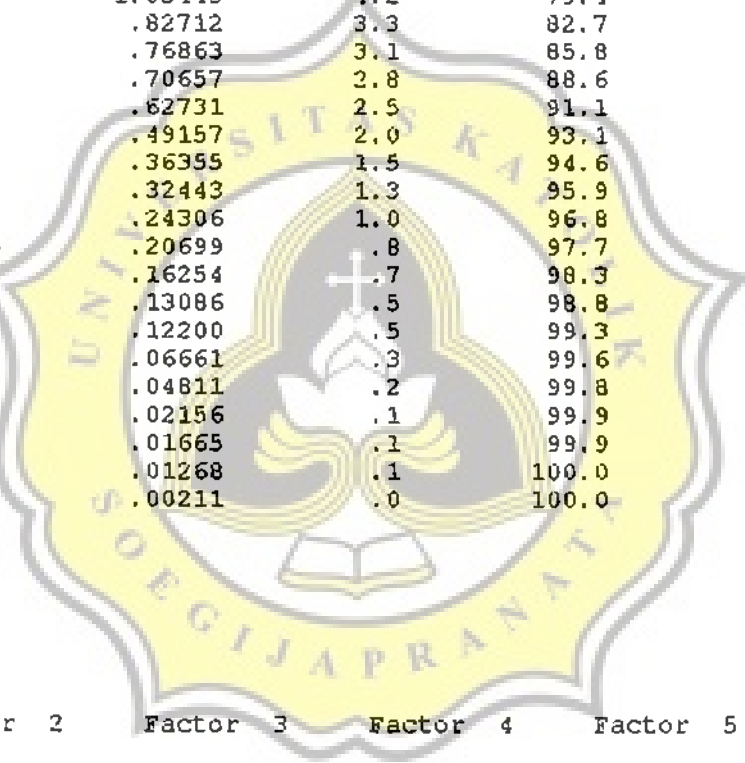 .82712 3.3 82.7
.76863 3.1 85.8
.70657 2.8 88.6
.62731 2.5 91.1
.49157 2.0 93.1
.36355 1.5 94.6
.32443 1.3 95.9
.24306 1.0 96.8
.20699 .8 97.7
.16254 .7 98.3
.13086 .5 98.8
.12200 .5 99.3
.06661 .3 99.6
.04811 .2 99.8
.02156 .1 99.9
.01665 .1 99.9
.01268 .1 100.0
.00211 .0 100.0
UNIVERSITAS KATOLIK
SOEGIJAPRANATA
r 2 Factor 3 Factor 4 Factor 5